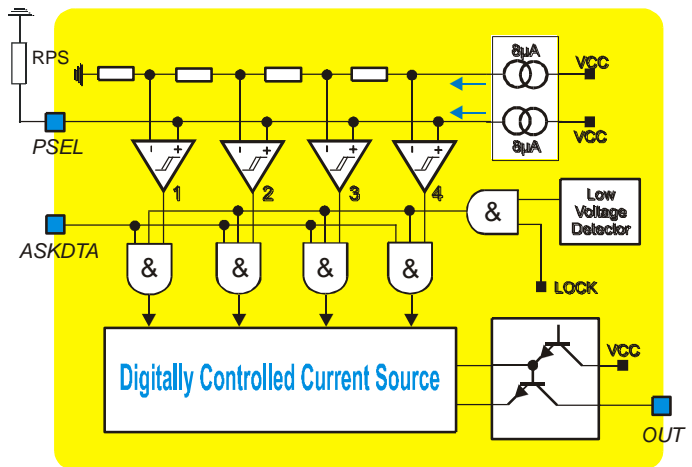 RPS
8µA
VCC
PSEL
VCC
8µA
1
2
3
4
&
Low
Voltage
Detector
ASKDTA
&
&
&
&
LOCK
Digitally Controlled Current Source
VCC
OUT